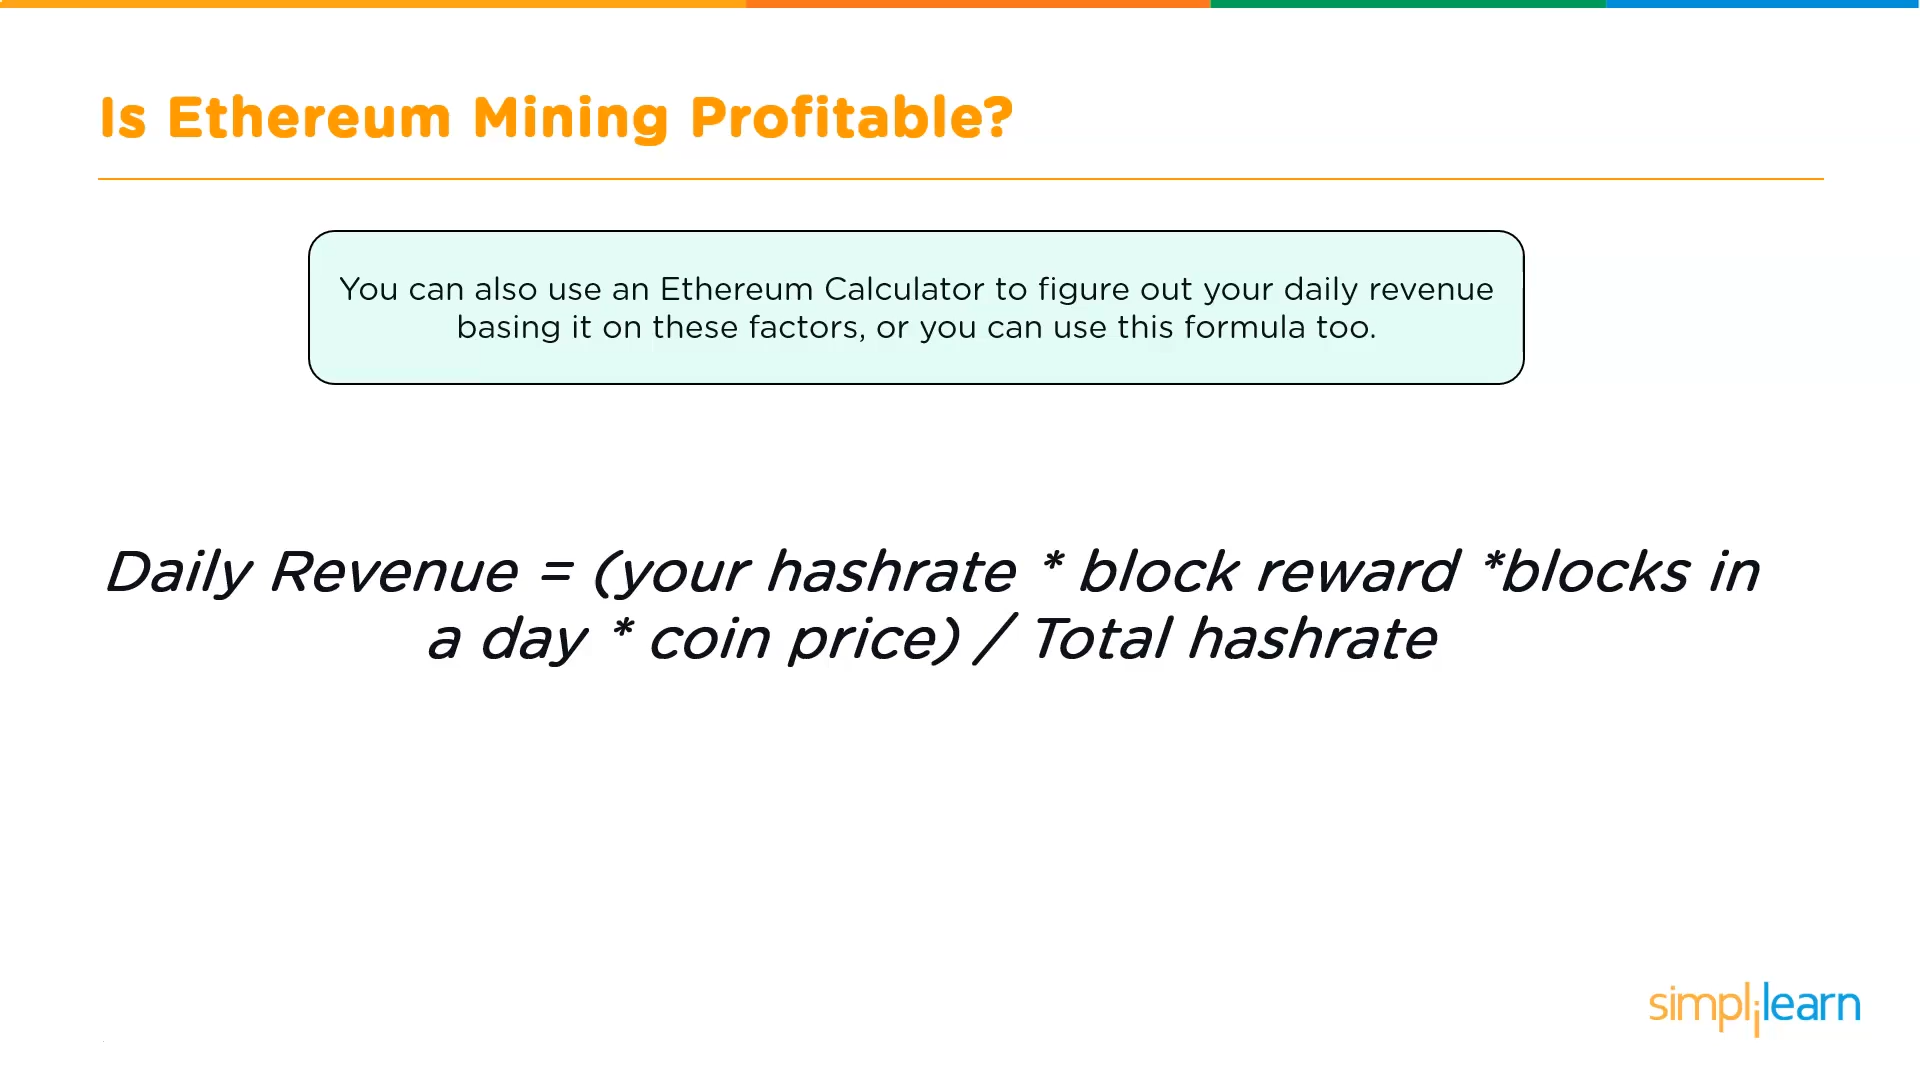 Is Ethereum Mining Profitable?
You can also use an Ethereum Calculator to figure out your daily revenue
basing it on these factors, or you can use this formula too.
Daily Revenue = (your hashrate * block reward *blocks in
a day * coin price) / Total hashrate
simplilearn